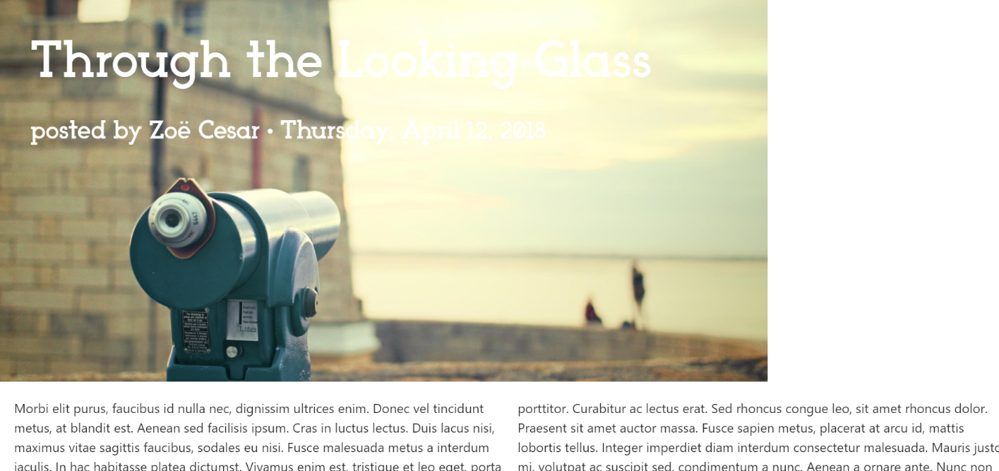 Through the Looking Glass
posted by Zoë Cesar • Thursday, April 12, 2018
Morbi elit purus, faucibus id nulla nec, dignissim ultrices enim. Donec vel tincidunt
metus, at blandit est. Aenean sed facilisis ipsum. Cras in luctus lectus. Duis lacus nisi,
maximus vitae sagittis faucibus, sodales eu nisi. Fusce malesuada metus a interdum
iaculis. In hac habitasse platea dictumst. Vivamus enim est, tristique et leo eget, porta
porttitor. Curabitur ac lectus erat. Sed rhoncus congue leo, sit amet rhoncus dolor.
Praesent sit amet auctor massa. Fusce sapien metus, placerat at arcu id, mattis
lobortis tellus. Integer imperdiet diam interdum consectetur malesuada. Mauris justo
mi, volutpat ac suscipit sed, condimentum a nunc. Aenean a ornare ante. Nunc non